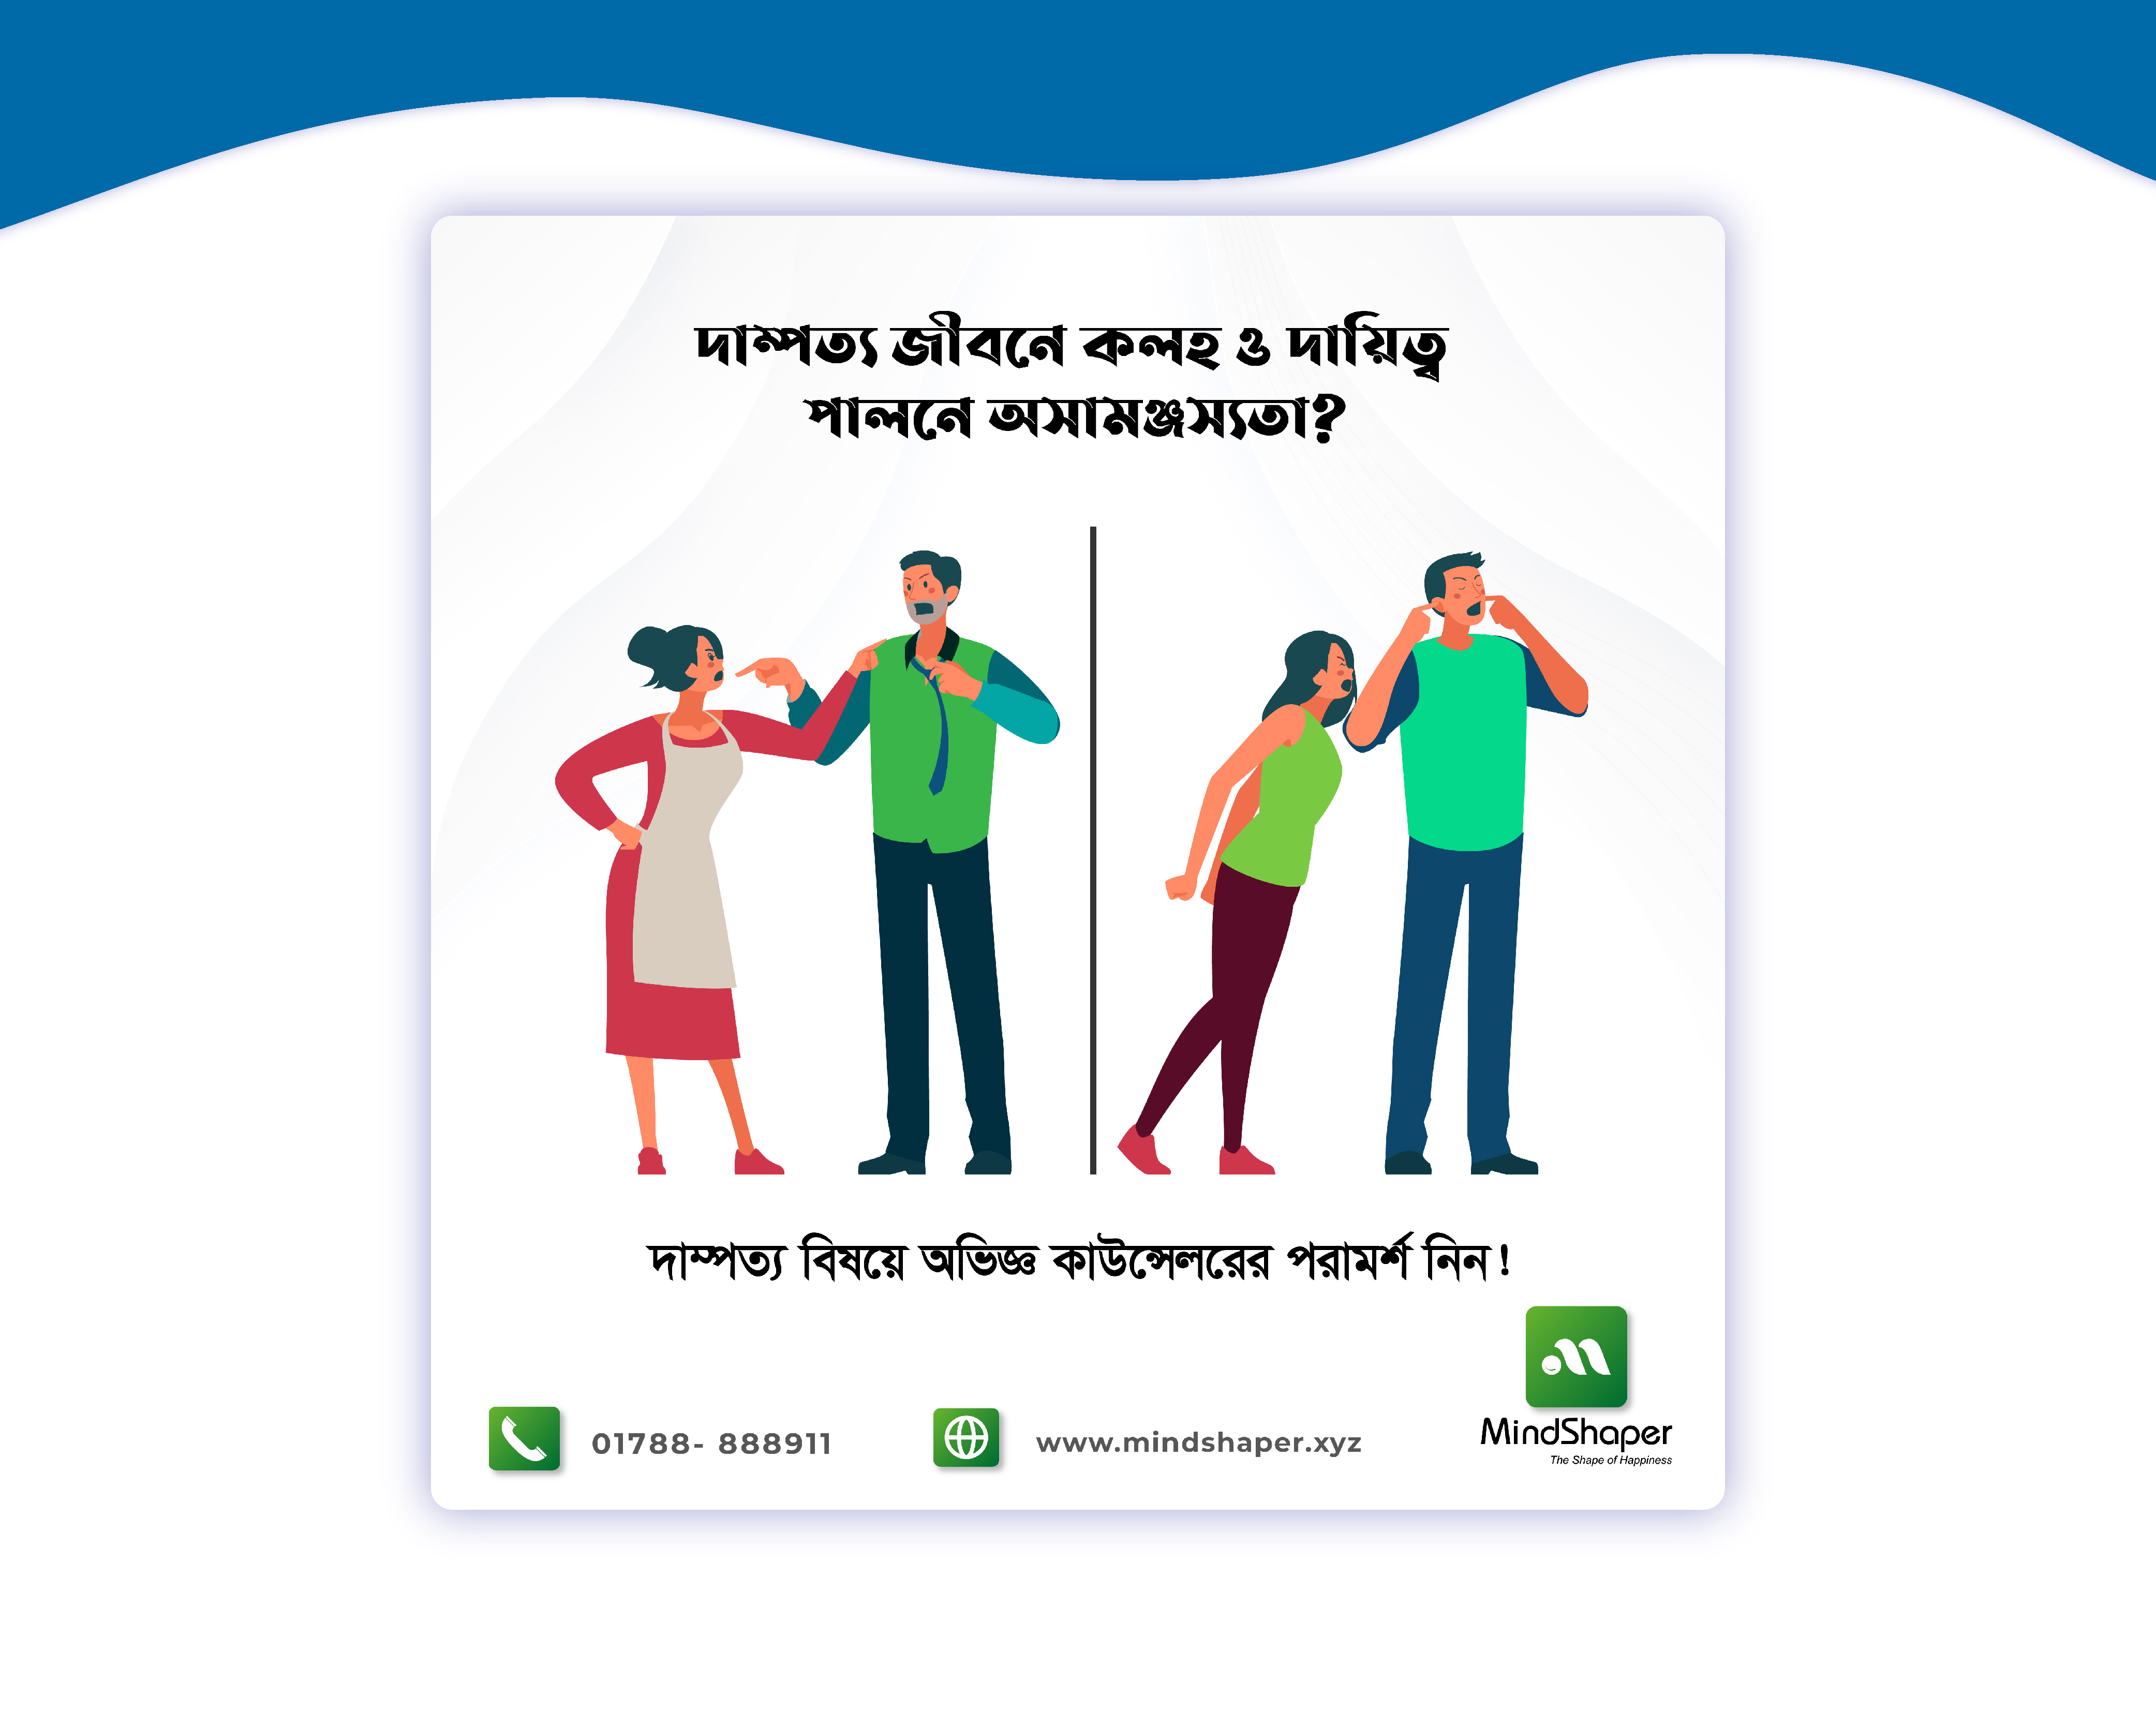 দাম্পত্য জীবনে কলহ ও দায়িত্ব
পালনে অসামঞ্জস্যতা?
দাম্পত্য বিষয়ে অভিজ্ঞ কাউন্সেলরের পরামর্শ নিন !
01788- 888911
www.mindshaper.xyz
MindShaper
The Shape of Happiness